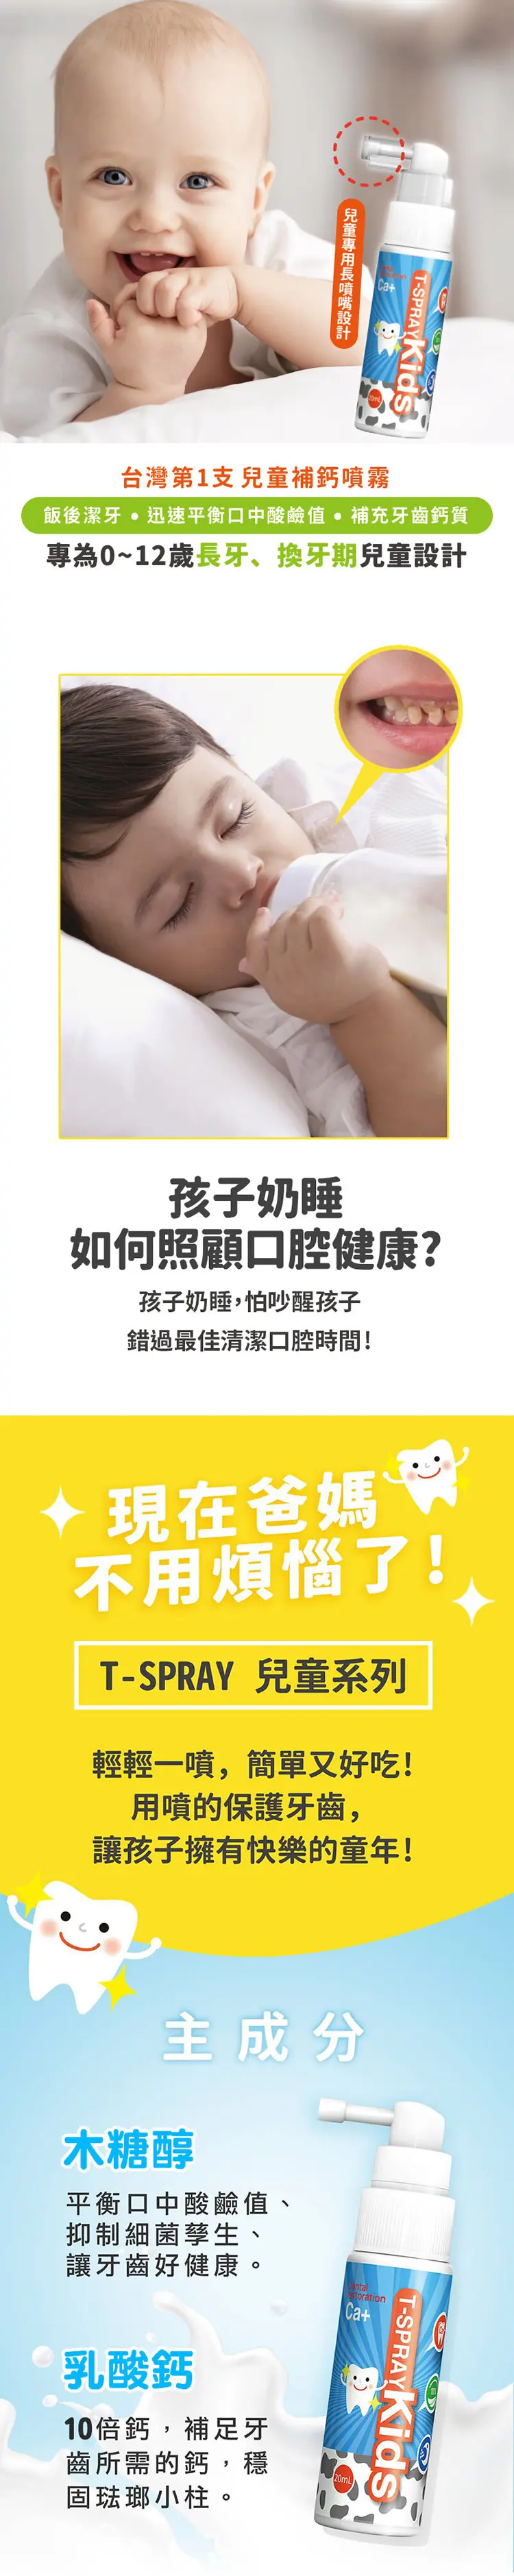 兒童專用長噴嘴設計
Ca+
T-SPRAY Kids
20mL
台灣第1支 兒童補鈣噴霧
飯後潔牙 • 迅速平衡口中酸鹼值 • 補充牙齒鈣質
專為0~12歲長牙、換牙期兒童設計
孩子奶睡
如何照顧口腔健康?
孩子奶睡,怕吵醒孩子
錯過最佳清潔口腔時間!
現在爸媽
不用煩惱了!
T-SPRAY 兒童系列
輕輕一噴,簡單又好吃!
用噴的保護牙齒,
讓孩子擁有快樂的童年!
主成分
木糖醇
平衡口中酸鹼值、
抑制細菌孳生、
讓牙齒好健康。
乳酸鈣
10倍鈣,補足牙
齒所需的鈣,穩
固琺瑯小柱。
Ca+
T-SPRAY Kids
20mL